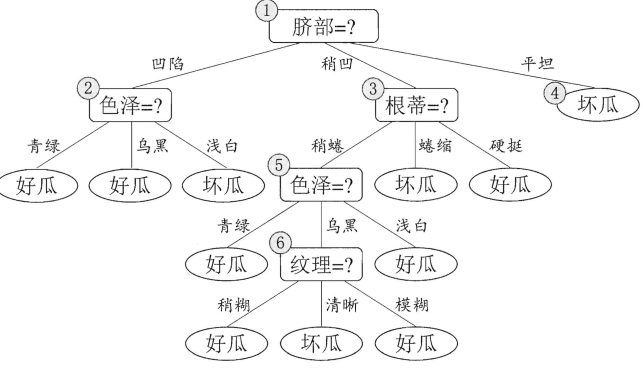 ①
脐部=?
凹陷 稍凹 平坦
② ③ ④
色泽=? 根蒂=? 坏瓜
青绿 乌黑 浅白 稍蜷 蜷缩 硬挺
⑤
好瓜 好瓜 坏瓜 色泽=? 坏瓜 好瓜
青绿 乌黑 浅白
⑥
好瓜 纹理=? 好瓜
稍糊 清晰 模糊
好瓜 坏瓜 好瓜